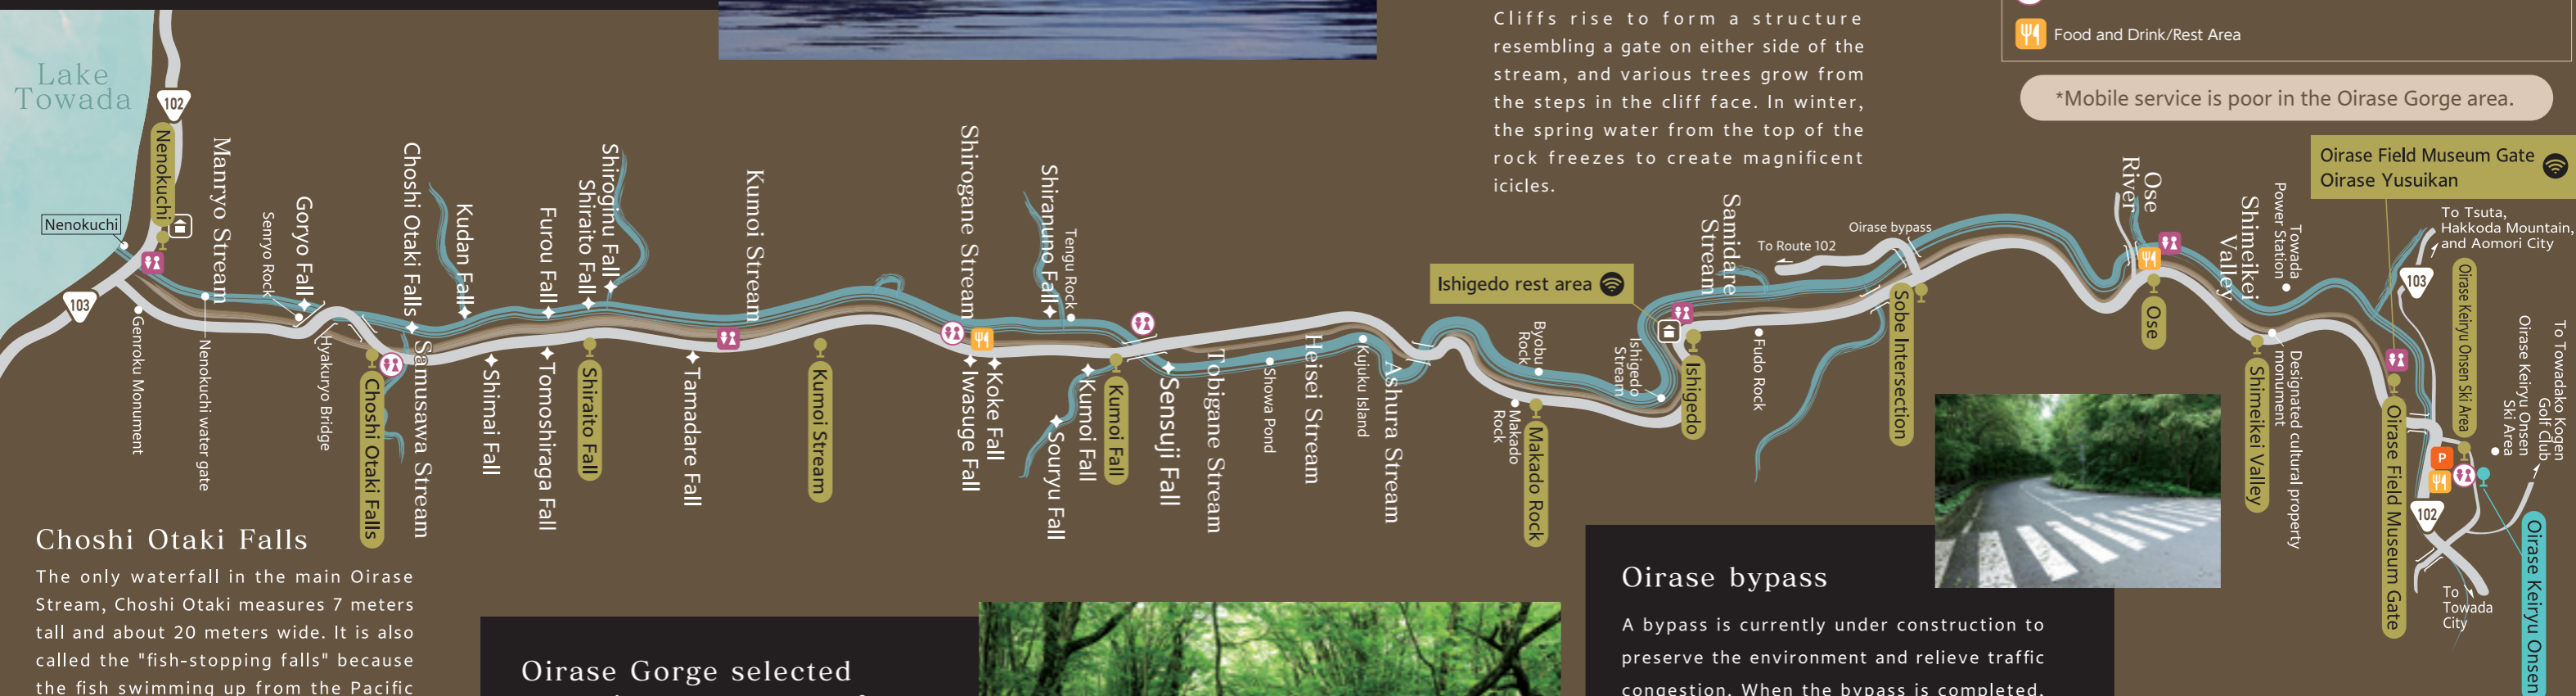 Cliffs rise to form a structure
resembling a gate on either side of the
stream, and various trees grow from
the steps in the cliff face. In winter,
the spring water from the top of the
rock freezes to create magnificent
icicles.
Food and Drink/Rest Area
*Mobile service is poor in the Oirase Gorge area.
Lake
Towada
102
103
Nenokuchi
Nenokuchi
Manryo Stream
Senryo Rock
Goryo Fall
Genroku Monument
Nenokuchi water gate
Hyakuryo Bridge
Choshi Otaki Falls
Choshi Otaki Falls
Samusawa Stream
Kudan Fall
Shimai Fall
Furou Fall
Tomoshiraga Fall
Shiraito Fall
Shiroginu Fall
Shiraito Fall
Tamadare Fall
Kumoi Stream
Kumoi Stream
Shirogane Stream
Iwasuge Fall
Koke Fall
Shiranuno Fall
Tengu Rock
Souryu Fall
Kumoi Fall
Kumoi Fall
Sensuji Fall
Tobigane Stream
Showa Pond
Heisei Stream
Kujuku Island
Ashura Stream
Makado
Rock
Byobu
Rock
Makado Rock
Ishigedo rest area
Ishigedo
Stream
Ishigedo
Samidare
Stream
Fudo Rock
To Route 102
Oirase bypass
Sobe Intersection
Ose
River
Ose
Shimeikei
Valley
Towada
Power Station
Shimeikei Valley
Designated cultural property
monument
Oirase Field Museum Gate
Oirase Yusuikan
Oirase Field Museum Gate
To Tsuta,
Hakkoda Mountain,
and Aomori City
103
Oirase Keiryu Onsen Ski Area
Oirase Keiryu Onsen
Ski Area
To Towadako Kogen
Golf Club
P
102
To
Towada
City
Oirase Keiryu Onsen
Choshi Otaki Falls
The only waterfall in the main Oirase
Stream, Choshi Otaki measures 7 meters
tall and about 20 meters wide. It is also
called the "fish-stopping falls" because
the fish swimming up from the Pacific
Oirase Gorge selected
Oirase bypass
A bypass is currently under construction to
preserve the environment and relieve traffic
congestion. When the bypass is completed,